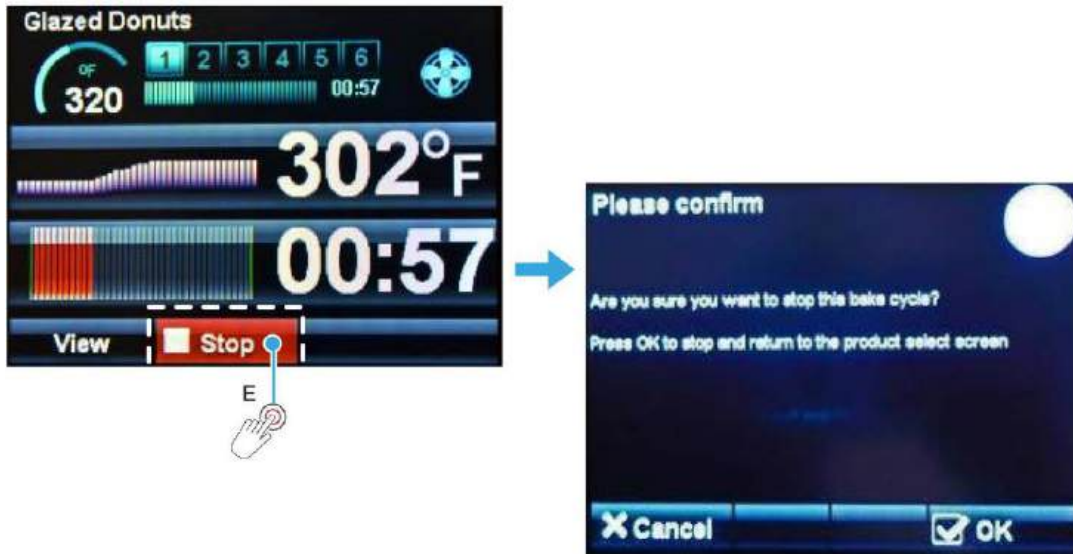 Glazed Donuts
°F
320
1 2 3 4 5 6
00:57
302°F
00:57
View Stop
E
Please confirm
Are you sure you want to stop this bake cycle?
Press OK to stop and return to the product select screen
Cancel OK